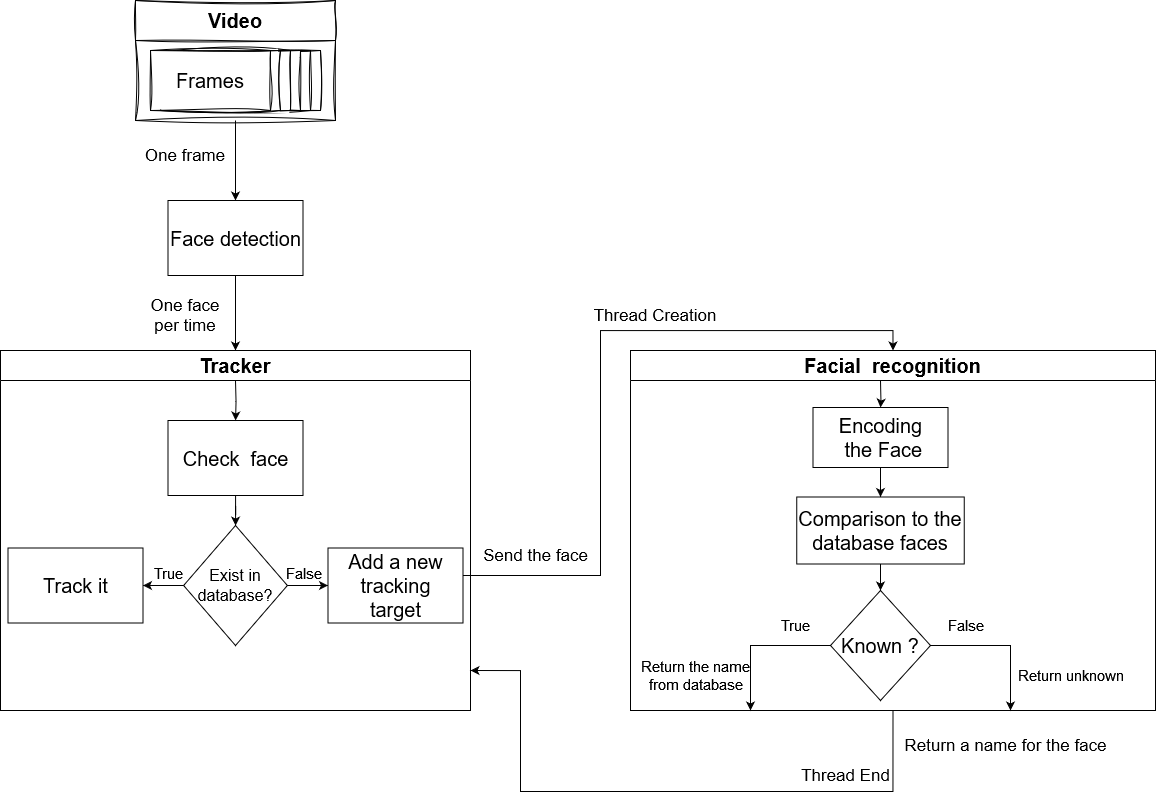 Video
Frames
One frame
Face detection
One face
per time
Tracker
Check  face
Exist in
database?
True
Track it
False
Add a new
tracking
target
Send the face
Thread Creation
Facial  recognition
Encoding
the Face
Comparison to the
database faces
Known ?
True
Return the name
from database
False
Return unknown
Return a name for the face
Thread End